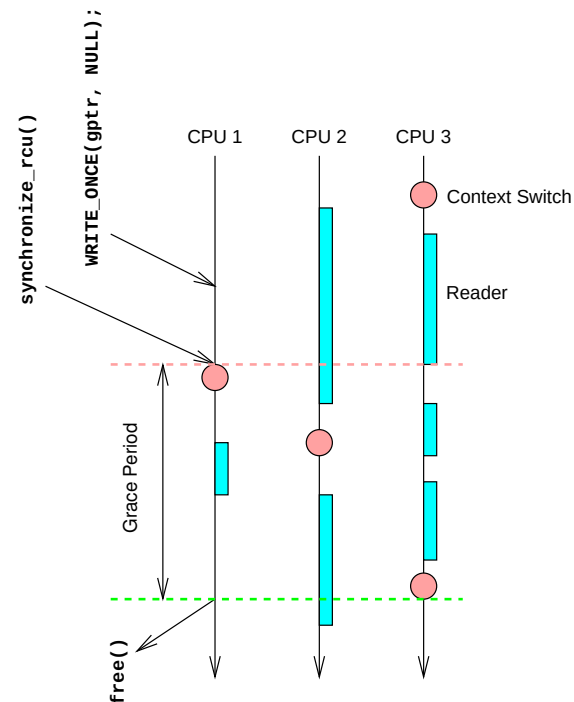 WRITE_ONCE(gptr, NULL);
synchronize_rcu()
CPU 1
CPU 2
CPU 3
Context Switch
Reader
Grace Period
free()